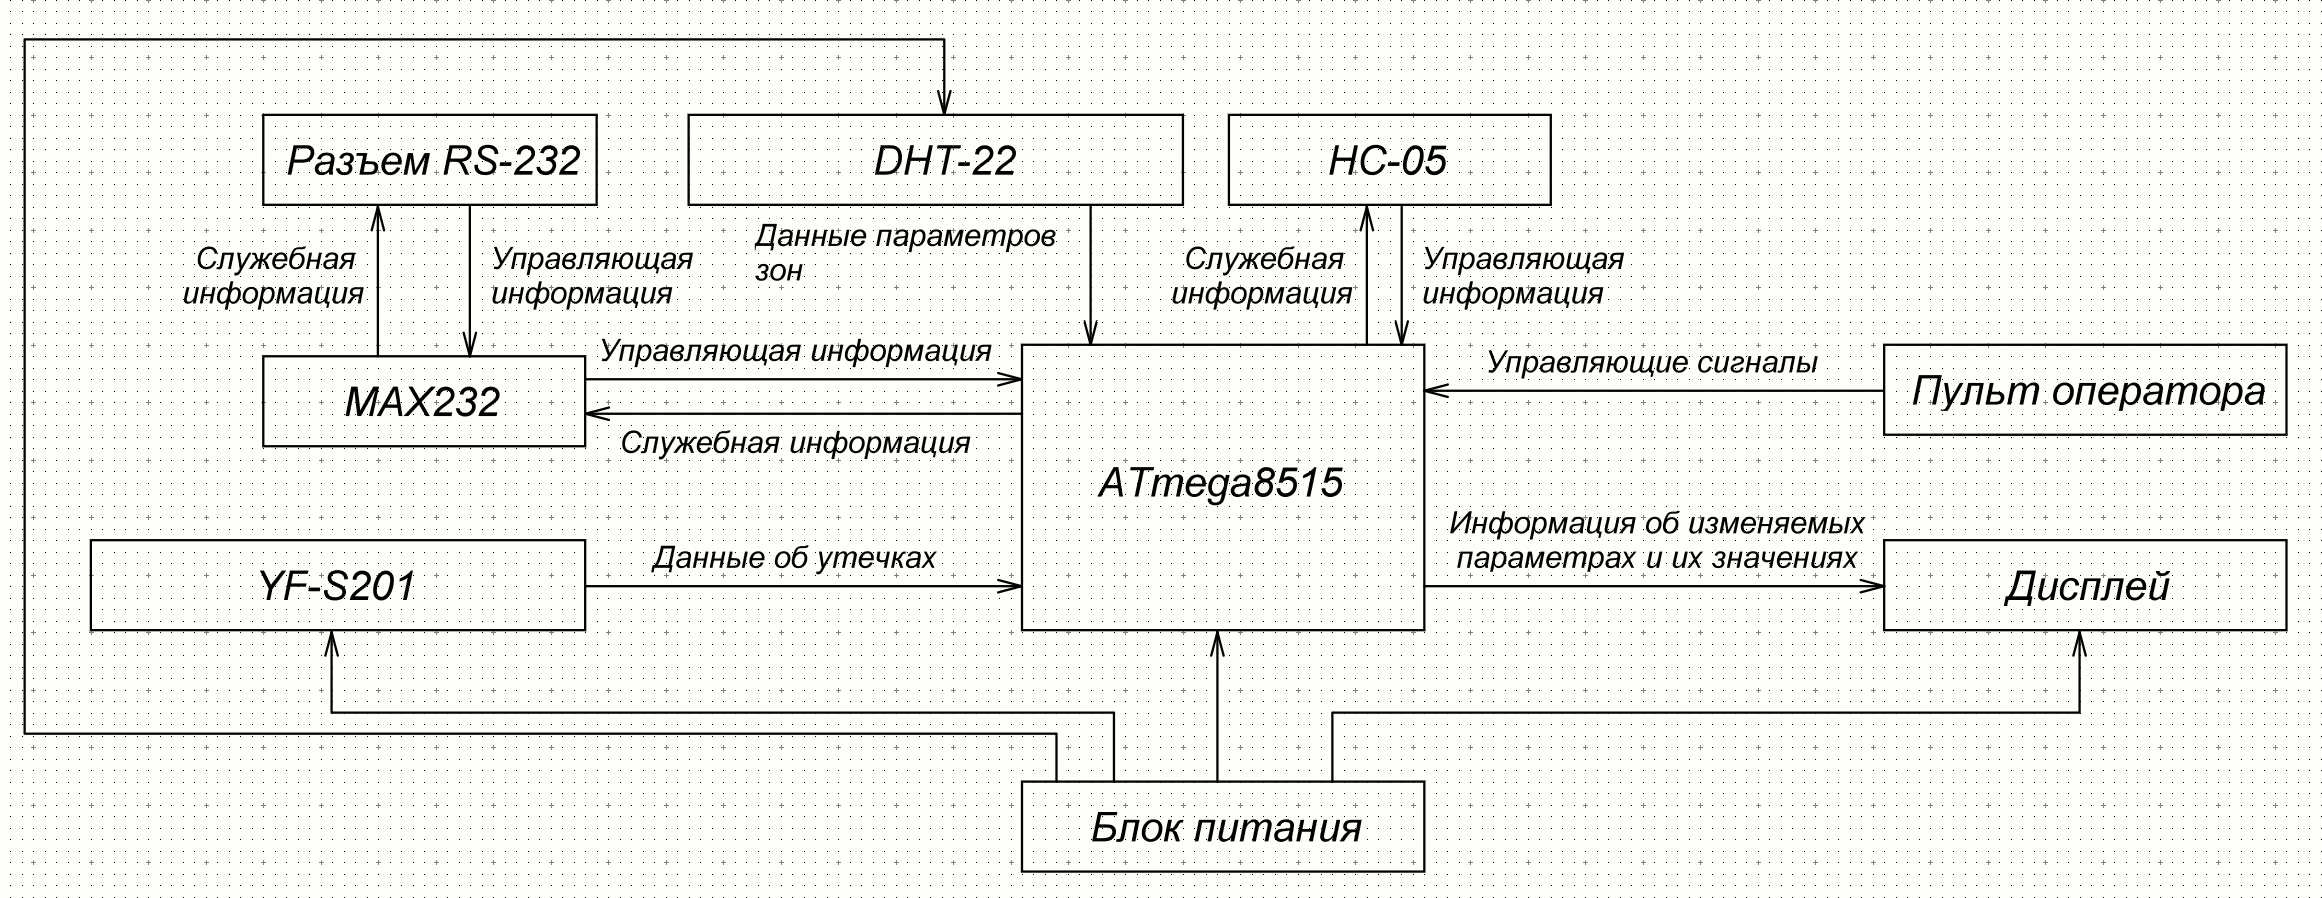 Разъем RS-232
DHT-22
HC-05
Служебная
информация
Управляющая
информация
Данные параметров
зон
Служебная
информация
Управляющая
информация
MAX232
Управляющая информация
Служебная информация
ATmega8515
Управляющие сигналы
Пульт оператора
YF-S201
Данные об утечках
Информация об изменяемых
параметрах и их значениях
Дисплей
Блок питания